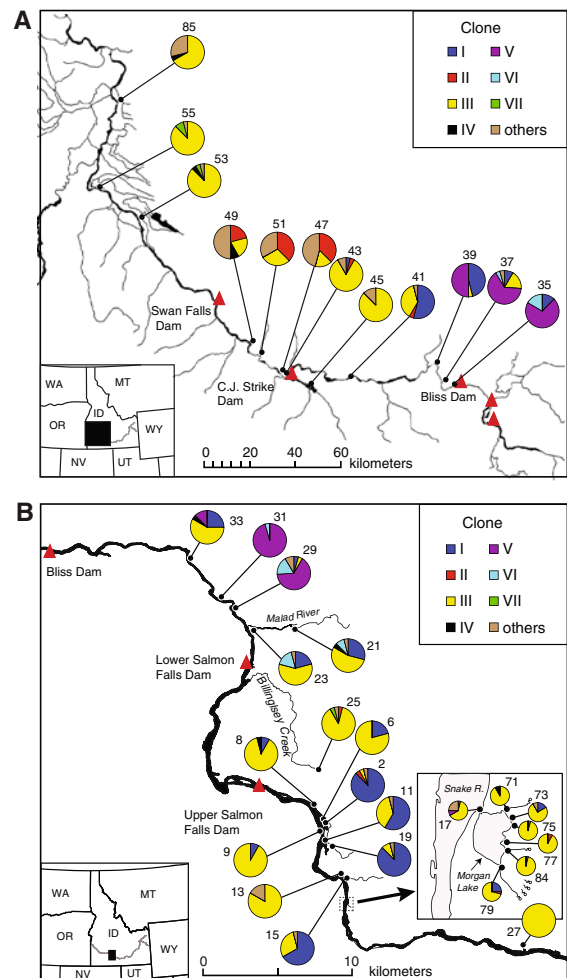 A
85
Clone
I
V
II
VI
III
VII
IV
others
55
53
49
51
47
43
45
41
39
37
35
Swan Falls
Dam
C.J. Strike
Dam
Bliss Dam
WA
MT
ID
OR
WY
NV
UT
0
20
40
60
kilometers
B
33
31
29
Clone
I
V
II
VI
III
VII
IV
others
Bliss Dam
Malad River
21
23
Lower Salmon
Falls Dam
Billingisey Creek
25
6
8
2
11
Upper Salmon
Falls Dam
9
19
13
15
Snake R.
71
73
17
75
77
Morgan
Lake
84
79
27
WA
MT
ID
OR
WY
NV
UT
0
10
kilometers